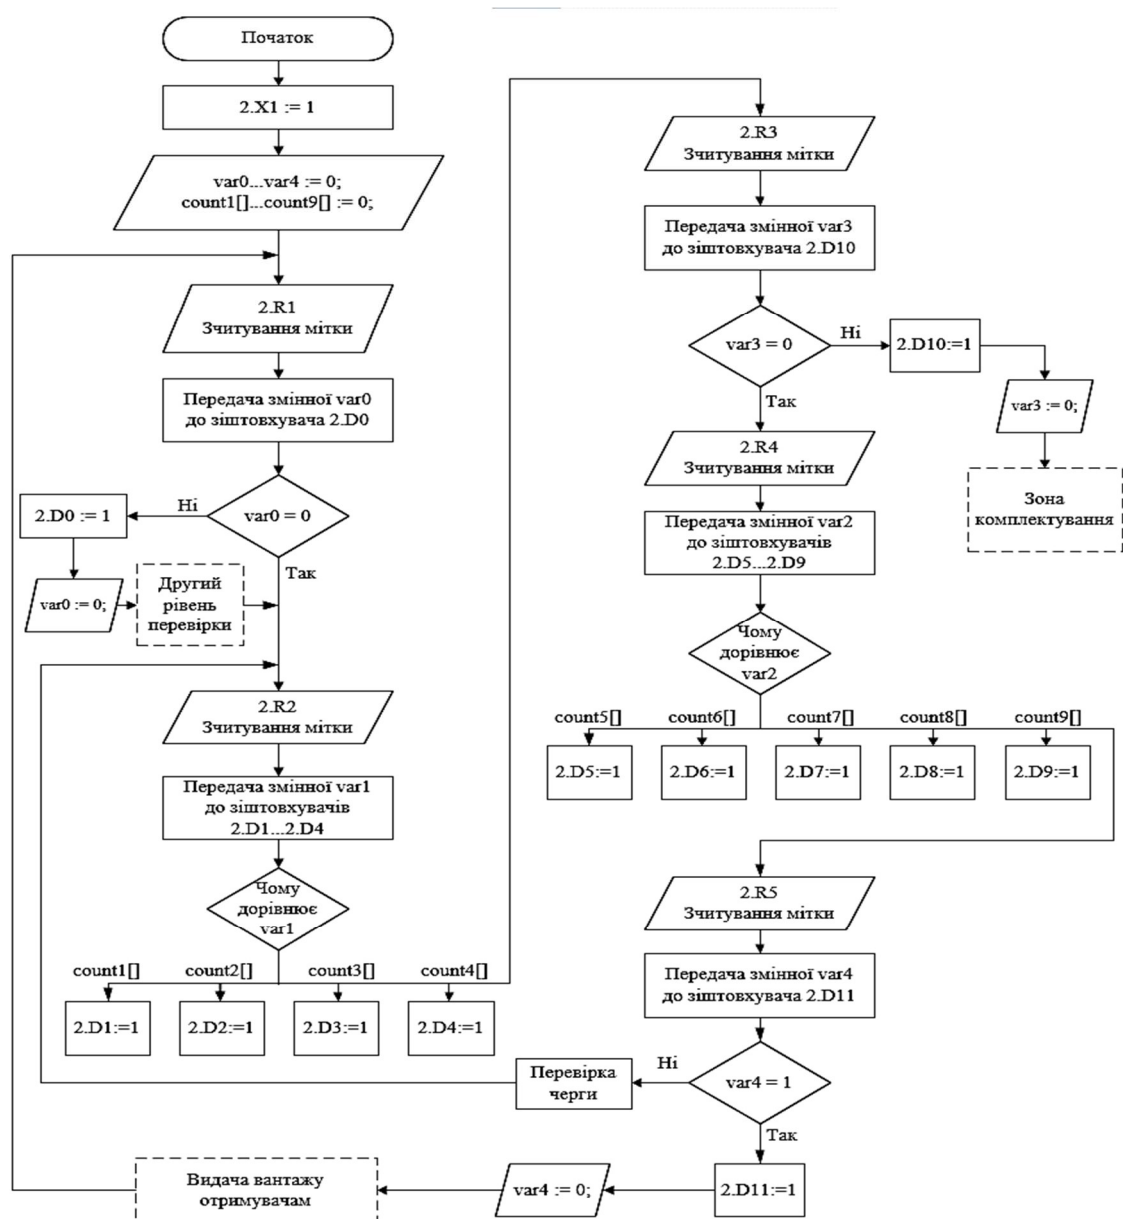 Початок
2.X1 := 1
var0...var4 := 0;
count1[]...count9[] := 0;
2.R1
Зчитування мітки
Передача змінної var0
до зіштовхувача 2.D0
var0 = 0
Ні
2.D0 := 1
Так
var0 := 0;
Другий
рівень
перевірки
2.R2
Зчитування мітки
Передача змінної var1
до зіштовхувачів
2.D1...2.D4
Чому
дорівнює
var1
count1[] count2[] count3[] count4[]
2.D1:=1 2.D2:=1 2.D3:=1 2.D4:=1
2.R3
Зчитування мітки
Передача змінної var3
до зіштовхувача 2.D10
var3 = 0
Ні
2.D10:=1
Так
var3 := 0;
Зона
комплектування
2.R4
Зчитування мітки
Передача змінної var2
до зіштовхувачів
2.D5...2.D9
Чому
дорівнює
var2
count5[] count6[] count7[] count8[] count9[]
2.D5:=1 2.D6:=1 2.D7:=1 2.D8:=1 2.D9:=1
2.R5
Зчитування мітки
Передача змінної var4
до зіштовхувача 2.D11
var4 = 1
Ні
Перевірка
черги
Так
2.D11:=1
var4 := 0;
Видача вантажу
отримувачам